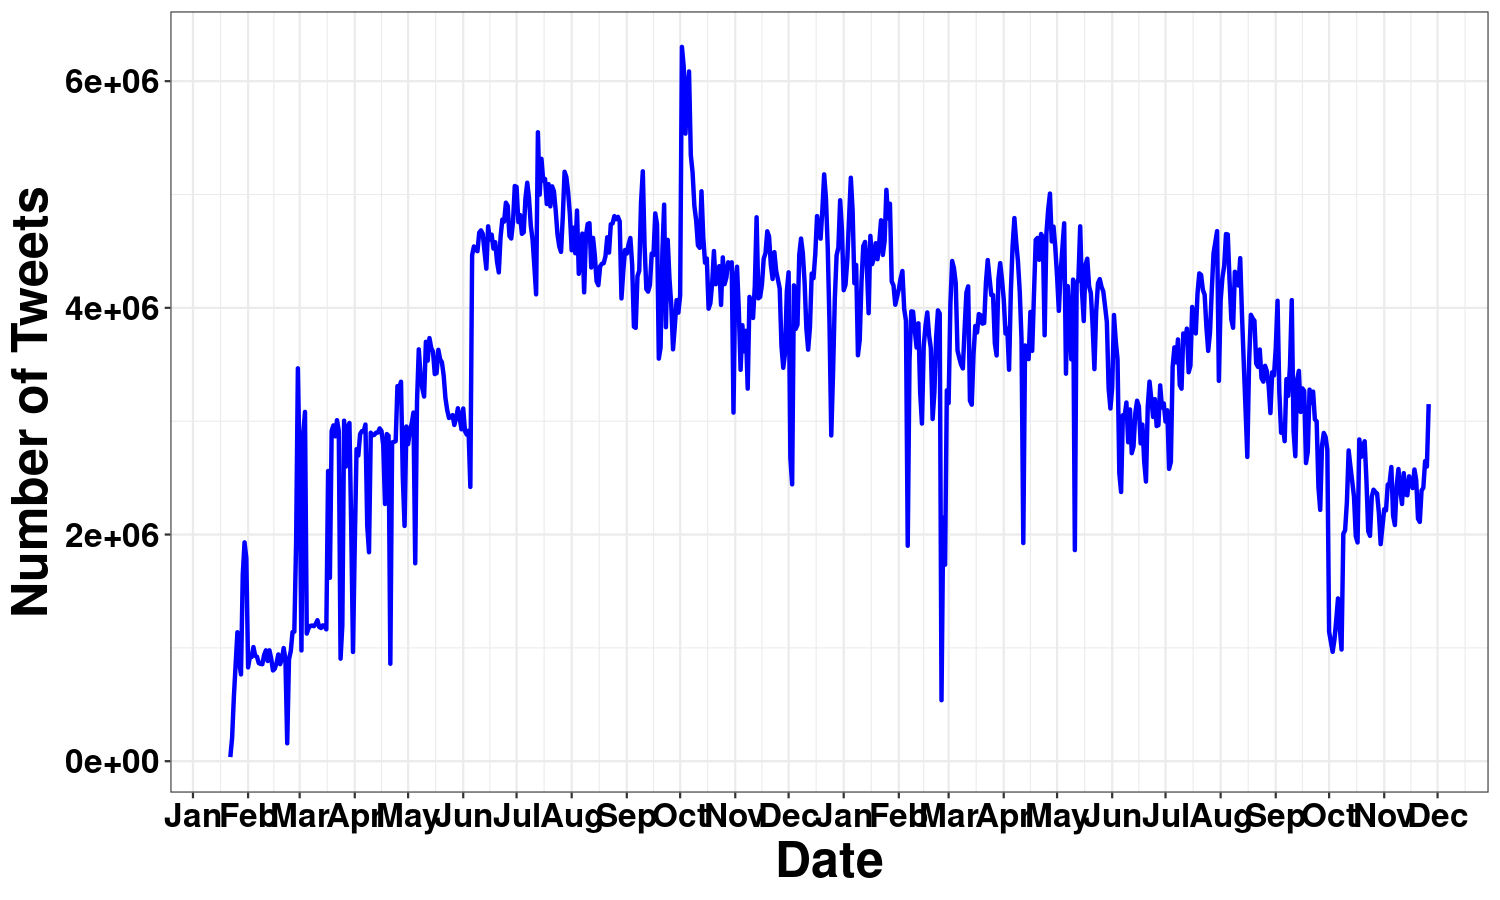 Number of Tweets
6e+06
4e+06
2e+06
0e+00
Jan Feb Mar Apr May Jun Jul Aug Sep Oct Nov Dec Jan Feb Mar Apr May Jun Jul Aug Sep Oct Nov Dec
Date